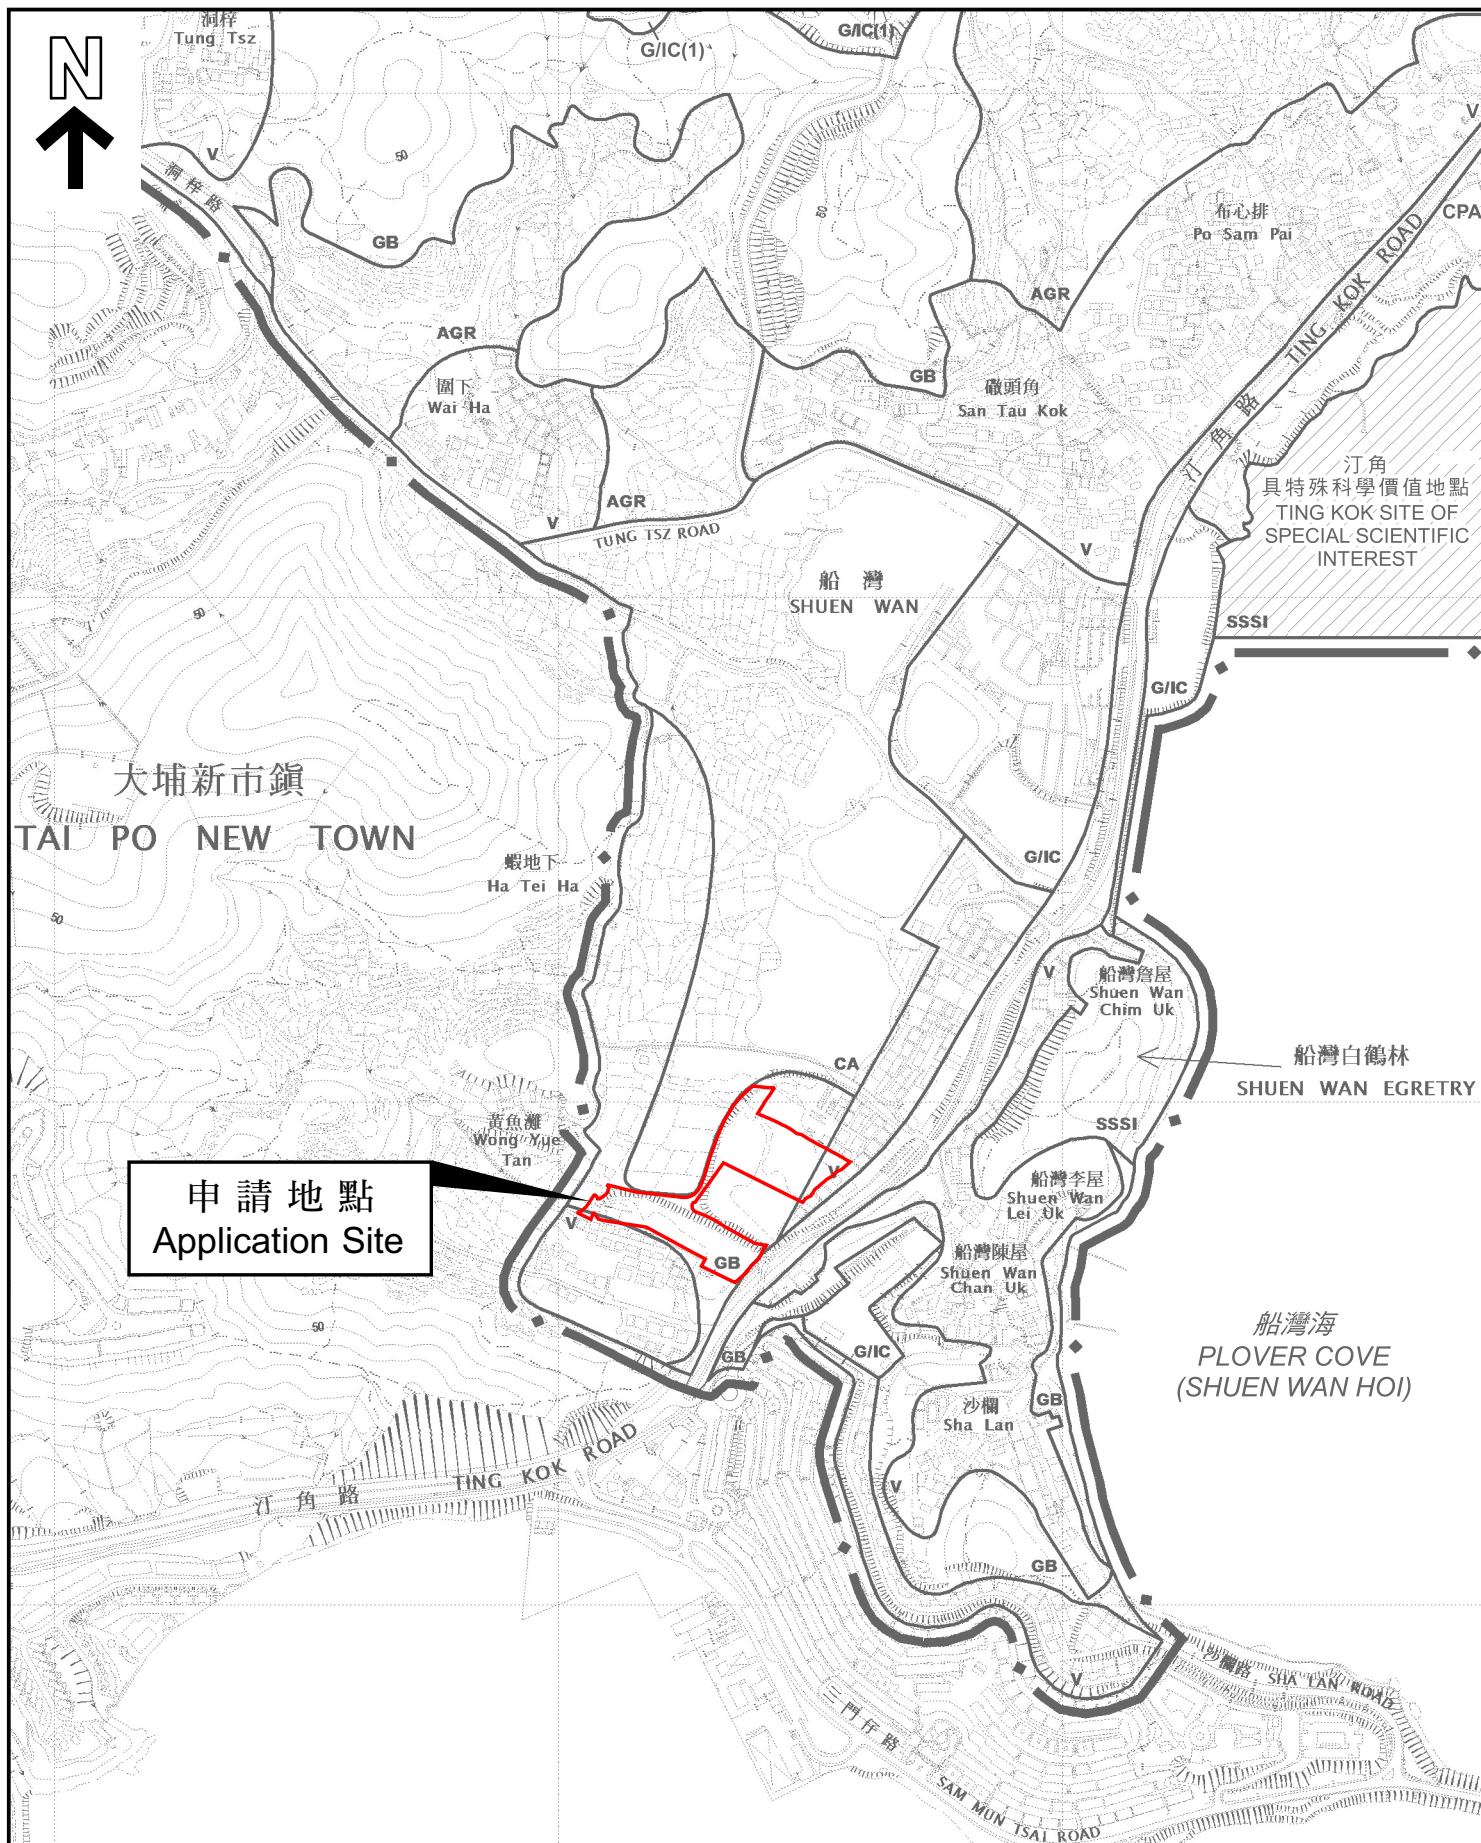 洞梓
Tung Tsz
G/IC(1)
G/IC(1)
N
V
V
50
洞梓路
50
布心排
Po Sam Pai
CPA
GB
AGR
TING KOK ROAD
AGR
圍下
Wai Ha
GB
䃟頭角
San Tau Kok
汀角路
汀角
具特殊科學價值地點
TING KOK SITE OF
SPECIAL SCIENTIFIC
INTEREST
AGR
V
TUNG TSZ ROAD
V
船灣
SHUEN WAN
50
SSSI
G/IC
大埔新市鎮
TAI PO NEW TOWN
蝦地下
Ha Tei Ha
G/IC
50
V
船灣詹屋
Shuen Wan
Chim Uk
船灣白鶴林
SHUEN WAN EGRETRY
CA
黃魚灘
Wong Yue
Tan
SSSI
V
船灣李屋
Shuen Wan
Lei Uk
申請地點
Application Site
V
GB
船灣陳屋
Shuen Wan
Chan Uk
50
GB
G/IC
船灣海
PLOVER COVE
(SHUEN WAN HOI)
GB
沙欄
Sha Lan
TING KOK ROAD
汀角路
V
GB
V
沙欄路 SHA LAN ROAD
三門仔路
SAM MUN TSAI ROAD